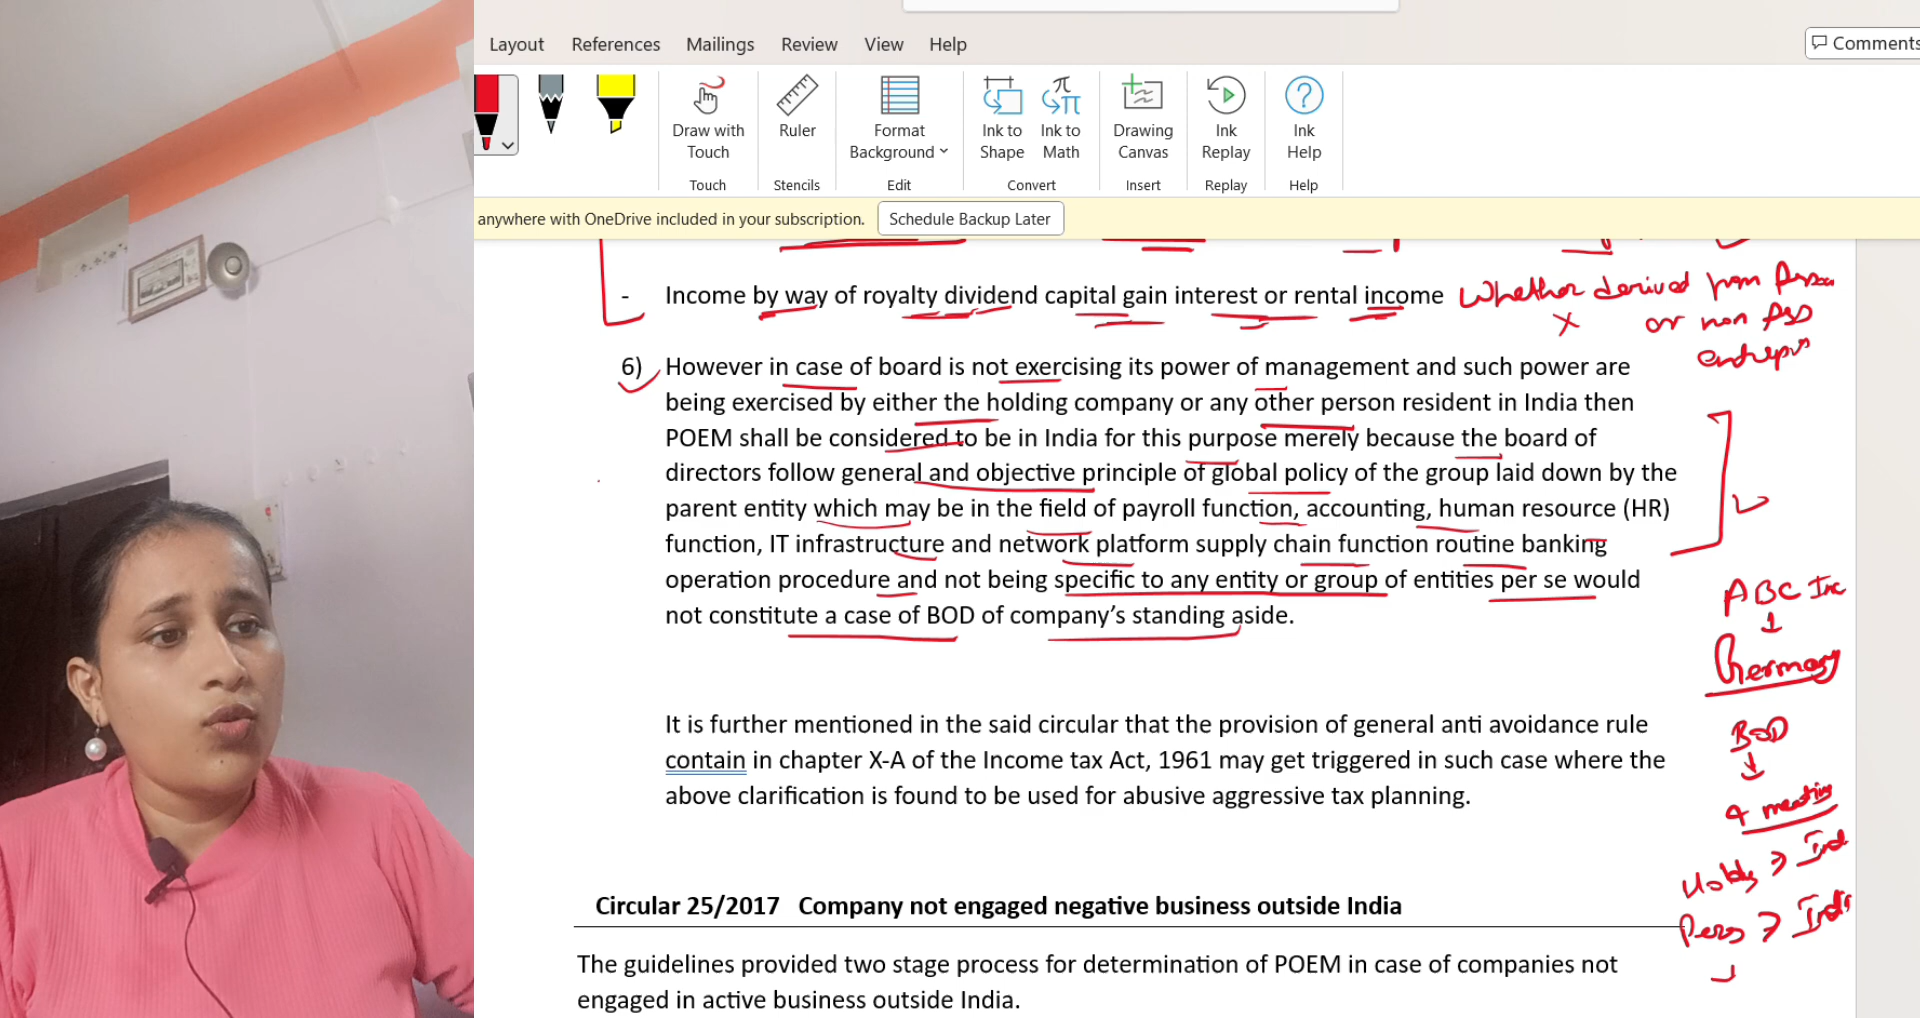 Layout References Mailings Review View Help Comments
Draw with Touch
Ruler
Format Background
Ink to Shape
Ink to Math
Drawing Canvas
Ink Replay
Ink Help
Touch Stencils Edit Convert Insert Replay Help
anywhere with OneDrive included in your subscription. Schedule Backup Later
- Income by way of royalty dividend capital gain interest or rental income Whether derived from
or non
6) However in case of board is not exercising its power of management and such power are
being exercised by either the holding company or any other person resident in India then
POEM shall be considered to be in India for this purpose merely because the board of
directors follow general and objective principle of global policy of the group laid down by the
parent entity which may be in the field of payroll function, accounting, human resource (HR)
function, IT infrastructure and network platform supply chain function routine banking
operation procedure and not being specific to any entity or group of entities per se would
not constitute a case of BOD of company's standing aside.
ABC Inc
Germany
BOD
4 meeting
It is further mentioned in the said circular that the provision of general anti avoidance rule
contain in chapter X-A of the Income tax Act, 1961 may get triggered in such case where the
above clarification is found to be used for abusive aggressive tax planning.
Circular 25/2017 Company not engaged negative business outside India
The guidelines provided two stage process for determination of POEM in case of companies not
engaged in active business outside India.